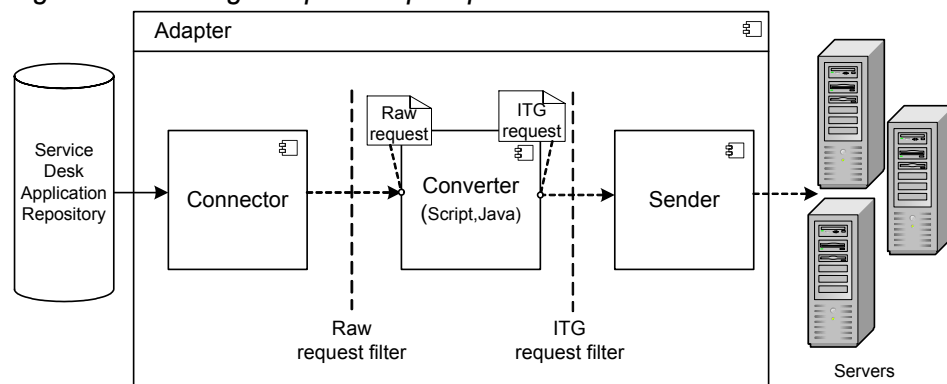 Adapter
Service
Desk
Application
Repository
Connector
Raw
request
ITG
request
Converter
(Script,Java)
Sender
Raw
request filter
ITG
request filter
Servers